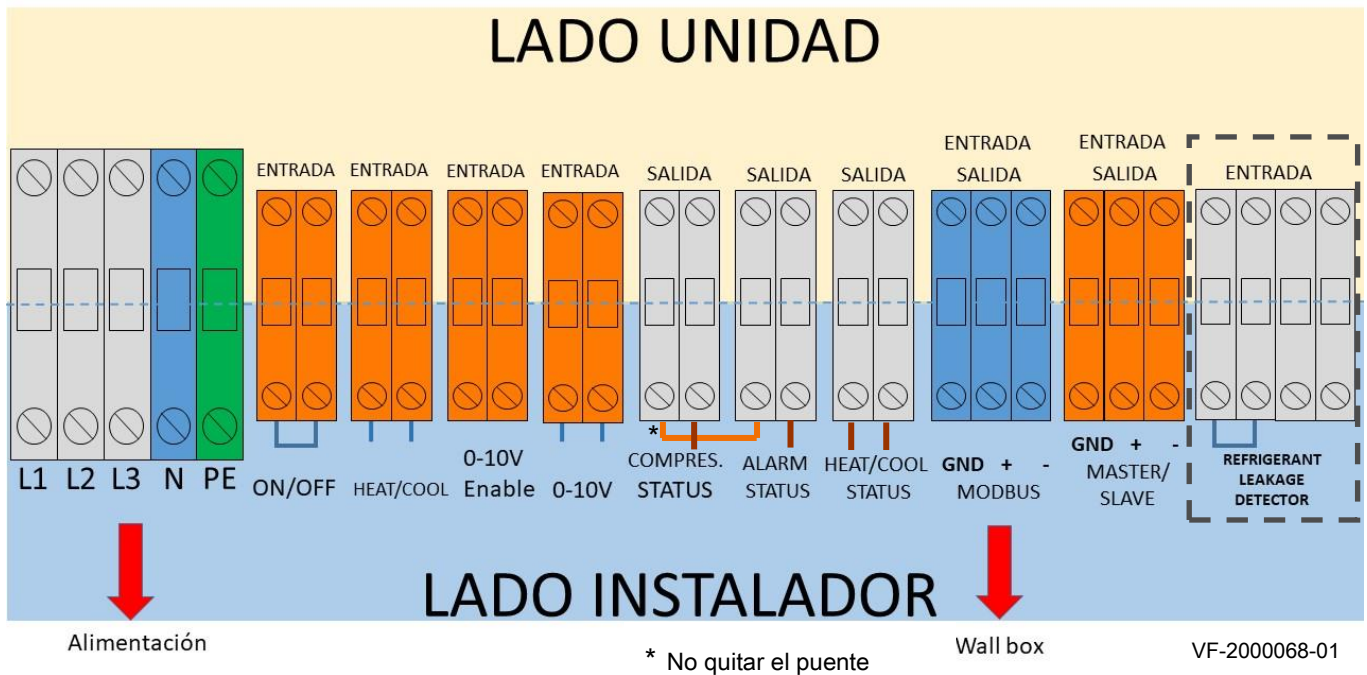 LADO UNIDAD
ENTRADA
SALIDA
ENTRADA
SALIDA
ENTRADA
ENTRADA
ENTRADA
ENTRADA
SALIDA
SALIDA
SALIDA
ENTRADA
L1 L2 L3 N PE
ON/OFF
HEAT/COOL
0-10V
Enable
0-10V
*
COMPRES.
STATUS
ALARM
STATUS
HEAT/COOL
STATUS
GND + -
MODBUS
GND + -
MASTER/
SLAVE
REFRIGERANT
LEAKAGE
DETECTOR
LADO INSTALADOR
Alimentación
* No quitar el puente
Wall box
VF-2000068-01